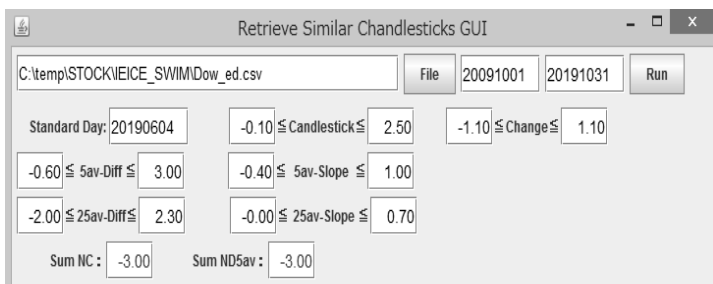 Retrieve Similar Chandlesticks GUI
C:\temp\STOCK\IEICE_SWIM\Dow_ed.csv File 20091001 20191031 Run
Standard Day: 20190604 -0.10 ≦ Candlestick ≦ 2.50 -1.10 ≦ Change ≦ 1.10
-0.60 ≦ 5av-Diff ≦ 3.00 -0.40 ≦ 5av-Slope ≦ 1.00
-2.00 ≦ 25av-Diff ≦ 2.30 -0.00 ≦ 25av-Slope ≦ 0.70
Sum NC : -3.00 Sum ND5av : -3.00